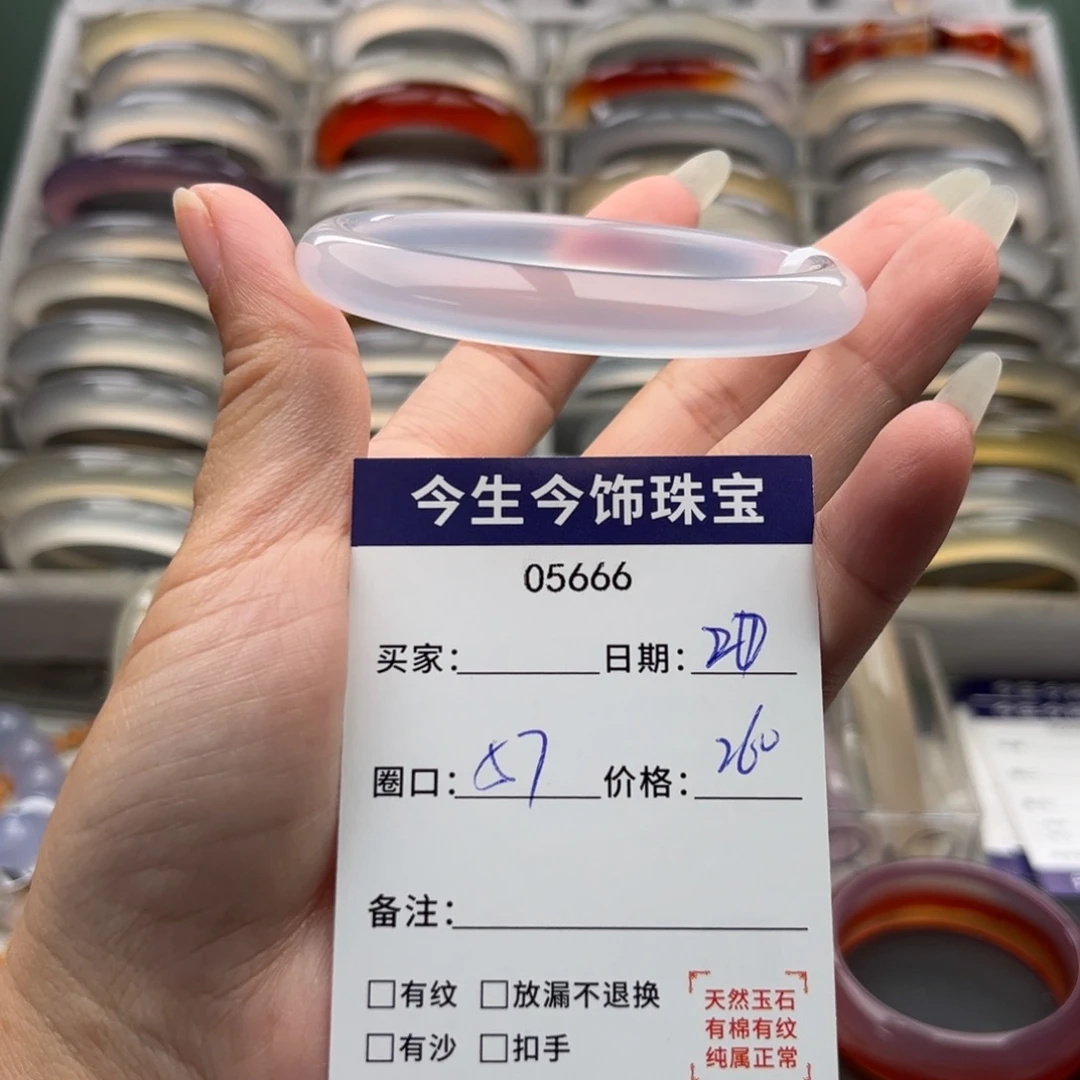 今生今饰珠宝
05666
买家: 日期:
圈口: 57 价格: 260
备注:
□有纹 □放漏不退换
□有沙 □扣手
天然玉石
有棉有纹
纯属正常